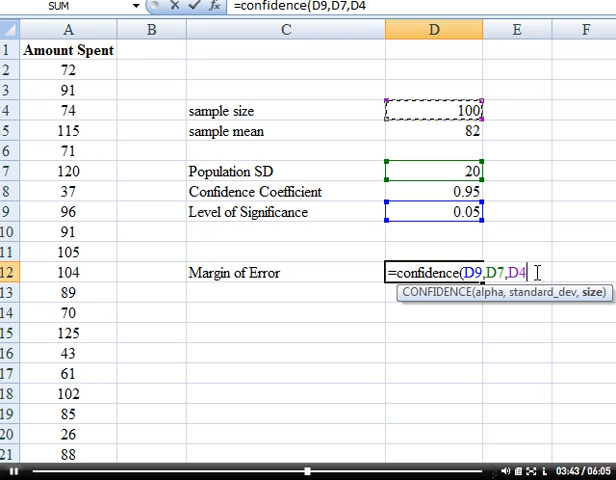 SUM =confidence(D9,D7,D4
A B C D E F
1 Amount Spent
2 72
3 91
4 74 sample size 100
5 115 sample mean 82
6 71
7 120 Population SD 20
8 37 Confidence Coefficient 0.95
9 96 Level of Significance 0.05
10 91
11 105
12 104 Margin of Error =confidence(D9,D7,D4
13 89 CONFIDENCE(alpha, standard_dev, size)
14 70
15 125
16 43
17 61
18 102
19 85
20 26
21 88
03:43 / 06:05